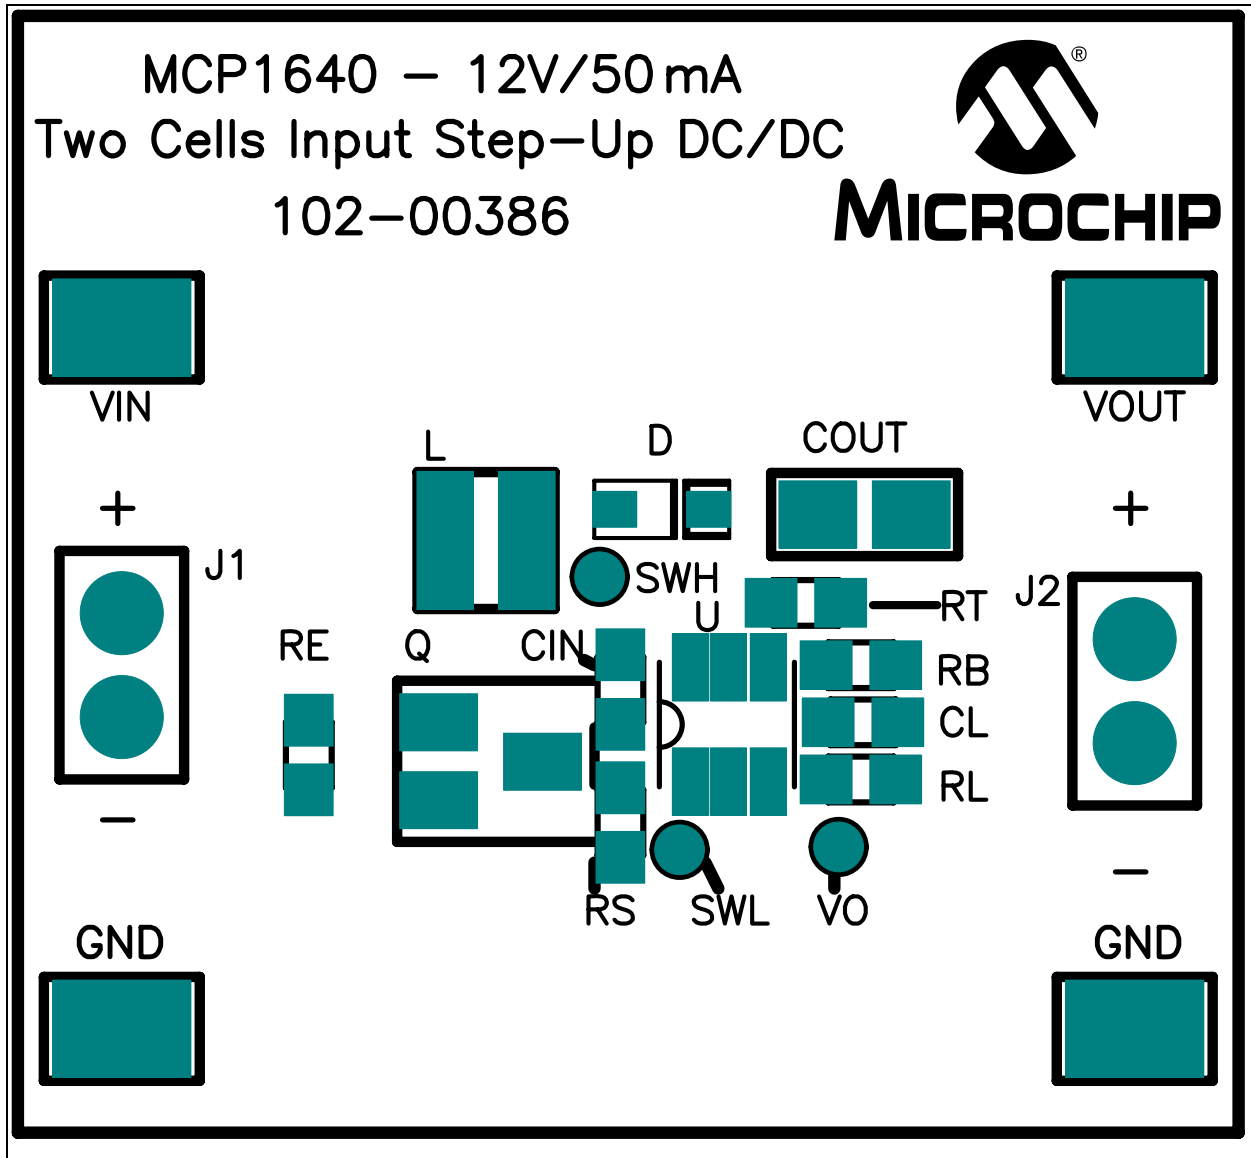 MCP1640 - 12V/50mA
Two Cells Input Step-Up DC/DC
102-00386
®
MICROCHIP
VIN
VOUT
L
D
COUT
+
+
J1
SWH
J2
RT
U
RE
Q
CIN
RB
CL
RL
-
-
RS
SWL
VO
GND
GND